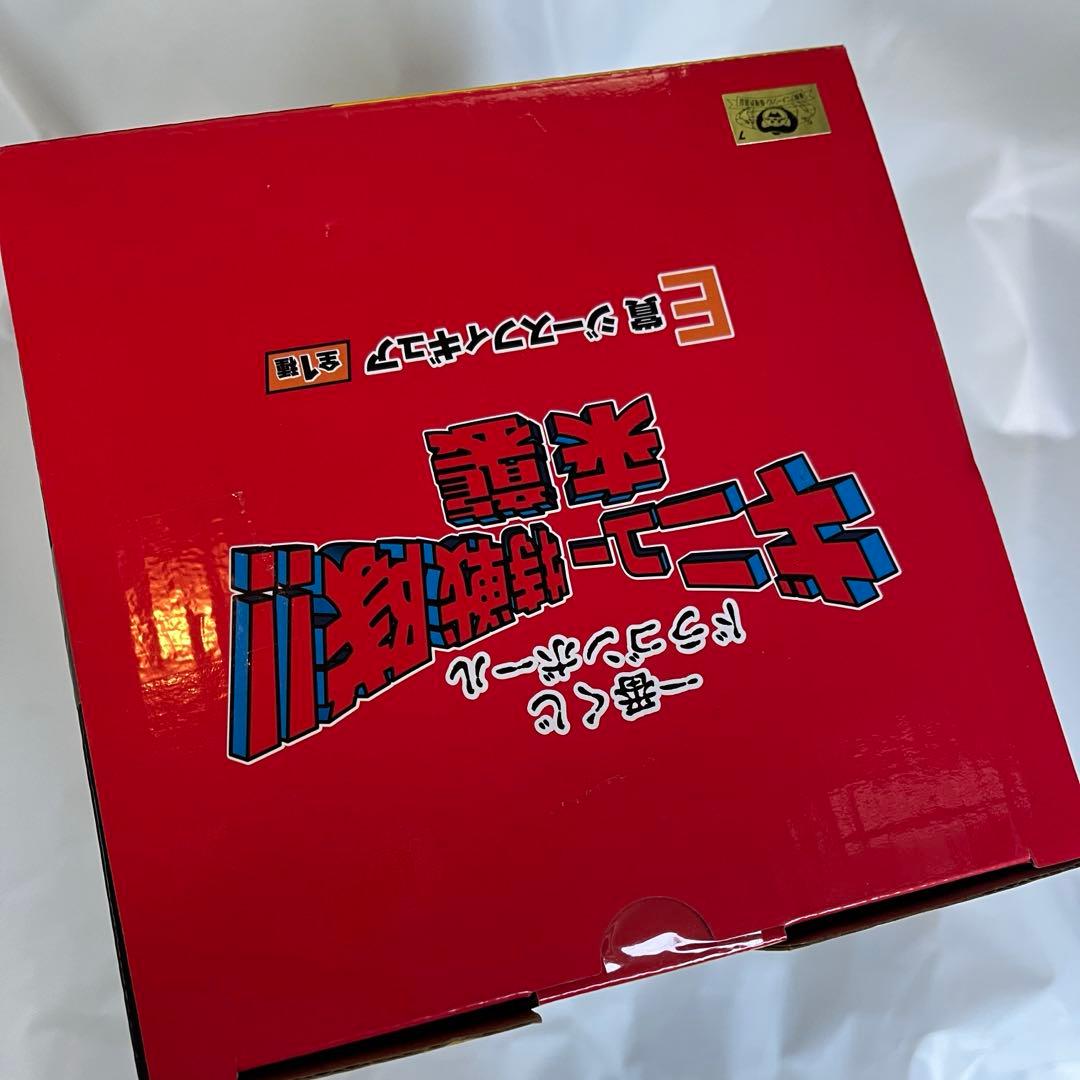 一番くじ
ドラゴンボール
ギニュー特戦隊!!
来襲
E賞 ジースフィギュア 全1種
7